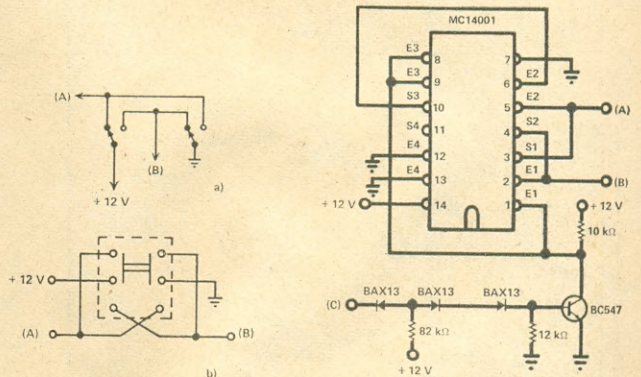 (A)
(B)
+ 12 V
a)
+ 12 V
(A)
(B)
b)
MC14001
E3
8
7
E3
9
6
E2
S3
10
5
E2
S4
11
4
S2
E4
12
3
S1
E4
13
2
E1
+ 12 V
14
1
E1
(A)
(B)
+ 12 V
10 kΩ
BAX13
BAX13
BAX13
(C)
BC547
82 kΩ
12 kΩ
+ 12 V